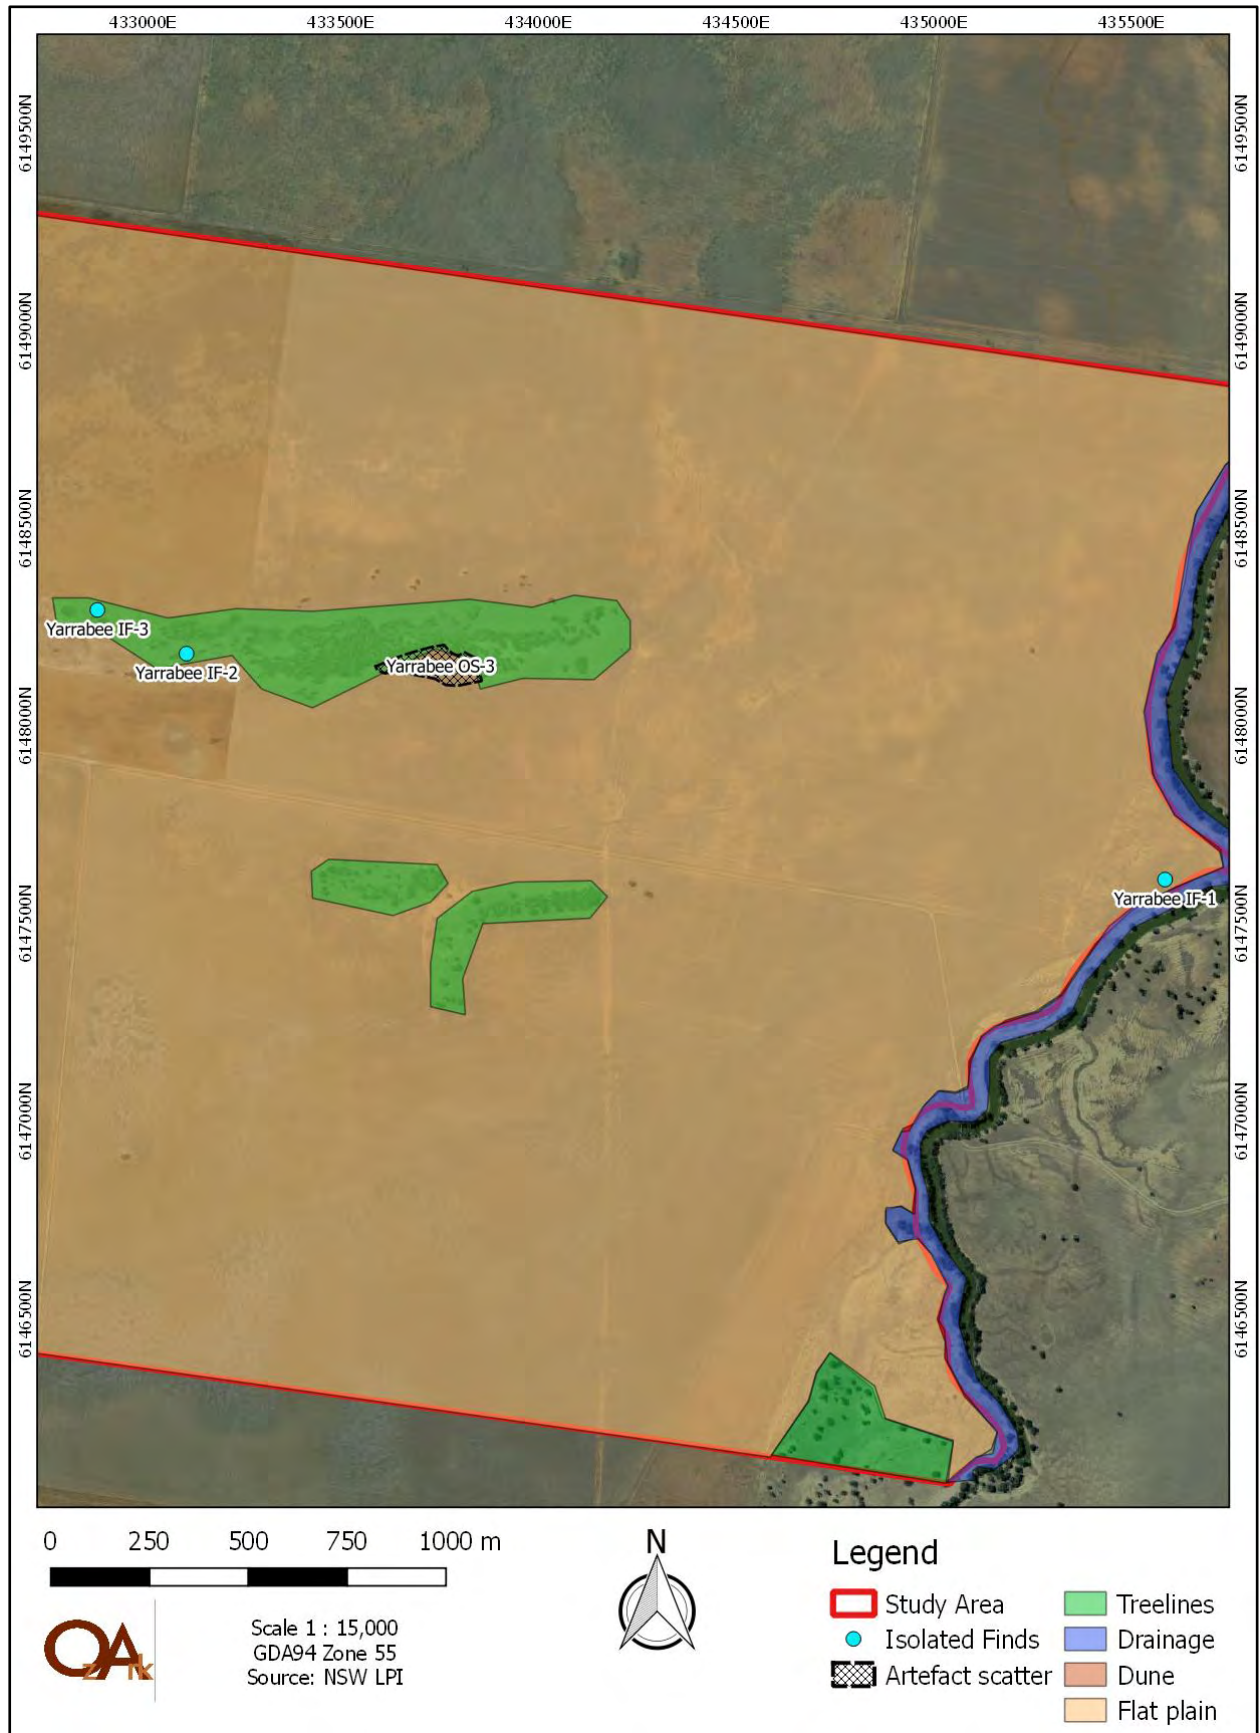 433000E 433500E 434000E 434500E 435000E 435500E
6149500N 6149500N
6149000N 6149000N
6148500N 6148500N
Yarrabee IF-3
Yarrabee OS-3
Yarrabee IF-2
6148000N 6148000N
Yarrabee IF-1
6147500N 6147500N
6147000N 6147000N
6146500N 6146500N
0 250 500 750 1000 m
OzArk
Scale 1 : 15,000
GDA94 Zone 55
Source: NSW LPI
N
Legend
Study Area
Isolated Finds
Artefact scatter
Treelines
Drainage
Dune
Flat plain